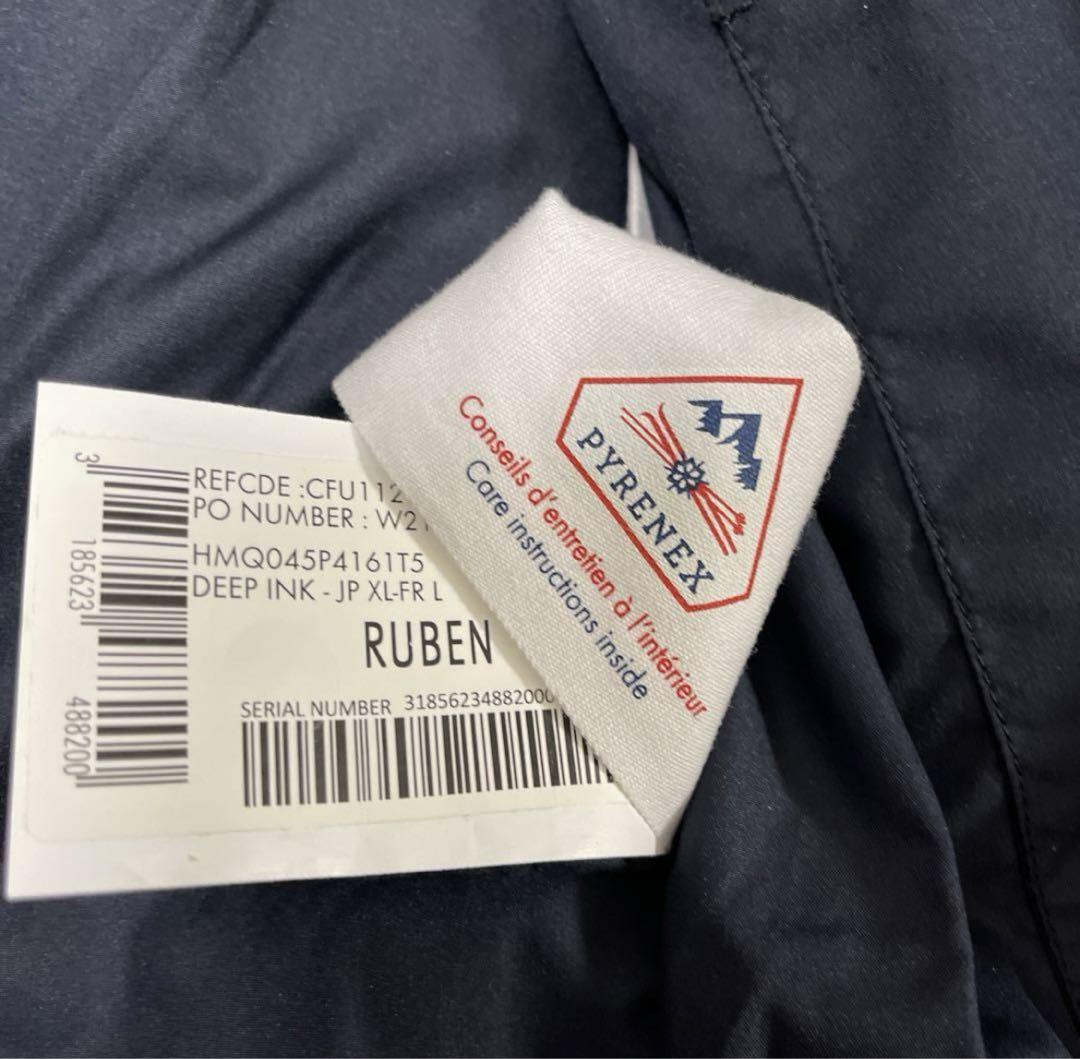 REFCDE :CFU112
PO NUMBER : W21
HMQ045P4161T5
DEEP INK - JP XL-FR L
RUBEN
SERIAL NUMBER 31856234882000
3 185623 488200
PYRENEX
Conseils d'entretien à l'intérieur
Care instructions inside